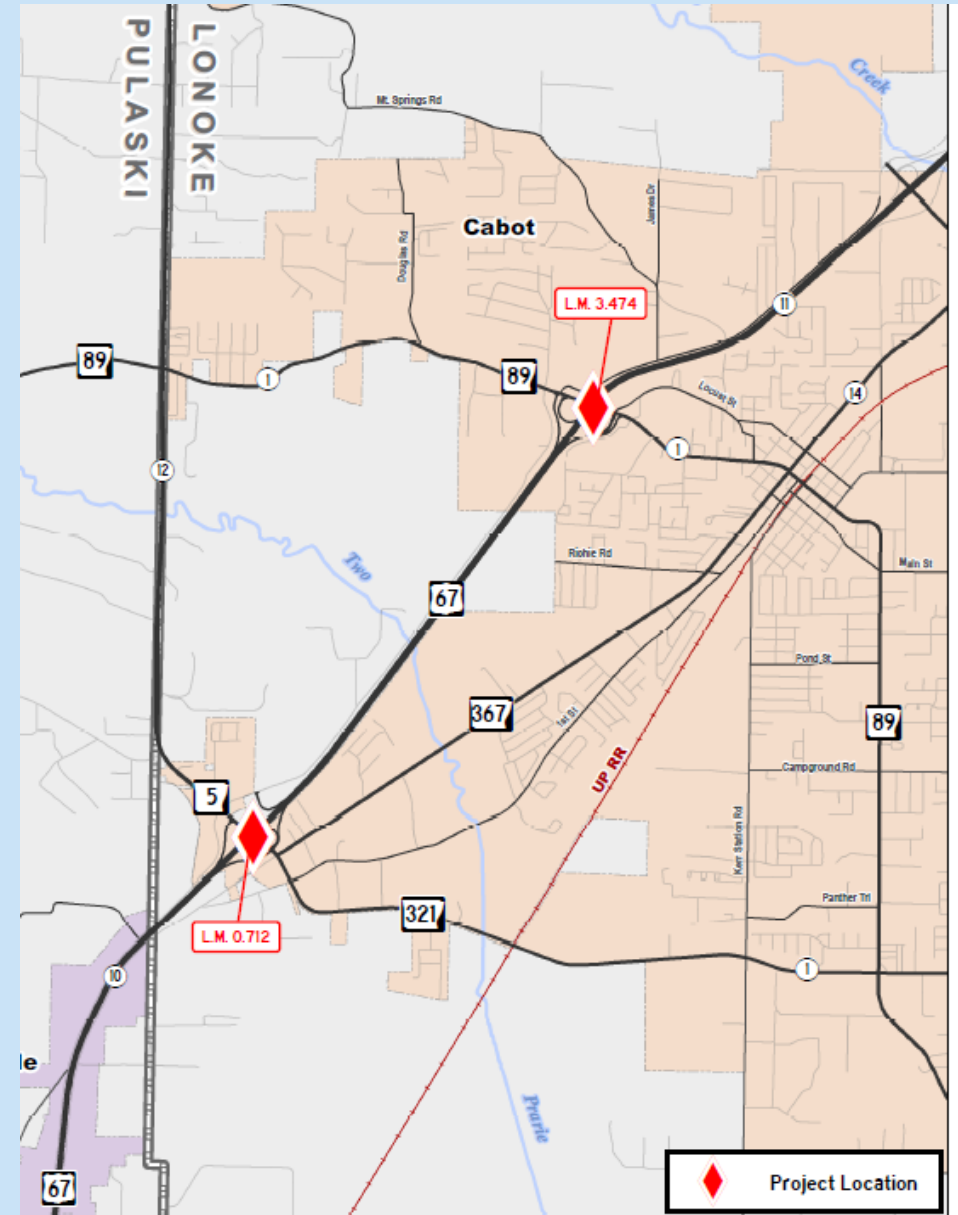 PULASKI
LONOKE
Creek
Mt. Springs Rd
Cabot
James Dr
Douglas Rd
L.M. 3.474
11
89
1
89
Locust St
14
1
12
Two
Richie Rd
Main St
67
Pond St
367
1st St
89
UP RR
Campground Rd
5
Kerr Station Rd
Panther Trl
321
L.M. 0.712
1
10
le
Prarie
67
Project Location